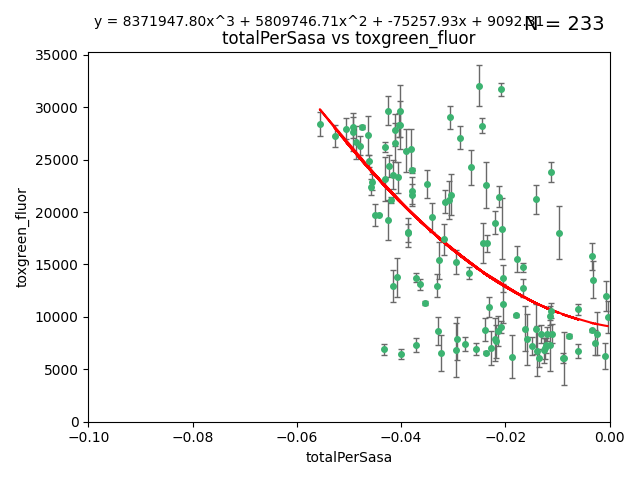 y = 8371947.80x^3 + 5809746.71x^2 + -75257.93x + 9092.
N = 233
totalPerSasa vs toxgreen_fluor
35000
30000
25000
20000
15000
10000
5000
0
toxgreen_fluor
−0.10
−0.08
−0.06
−0.04
−0.02
0.00
totalPerSasa